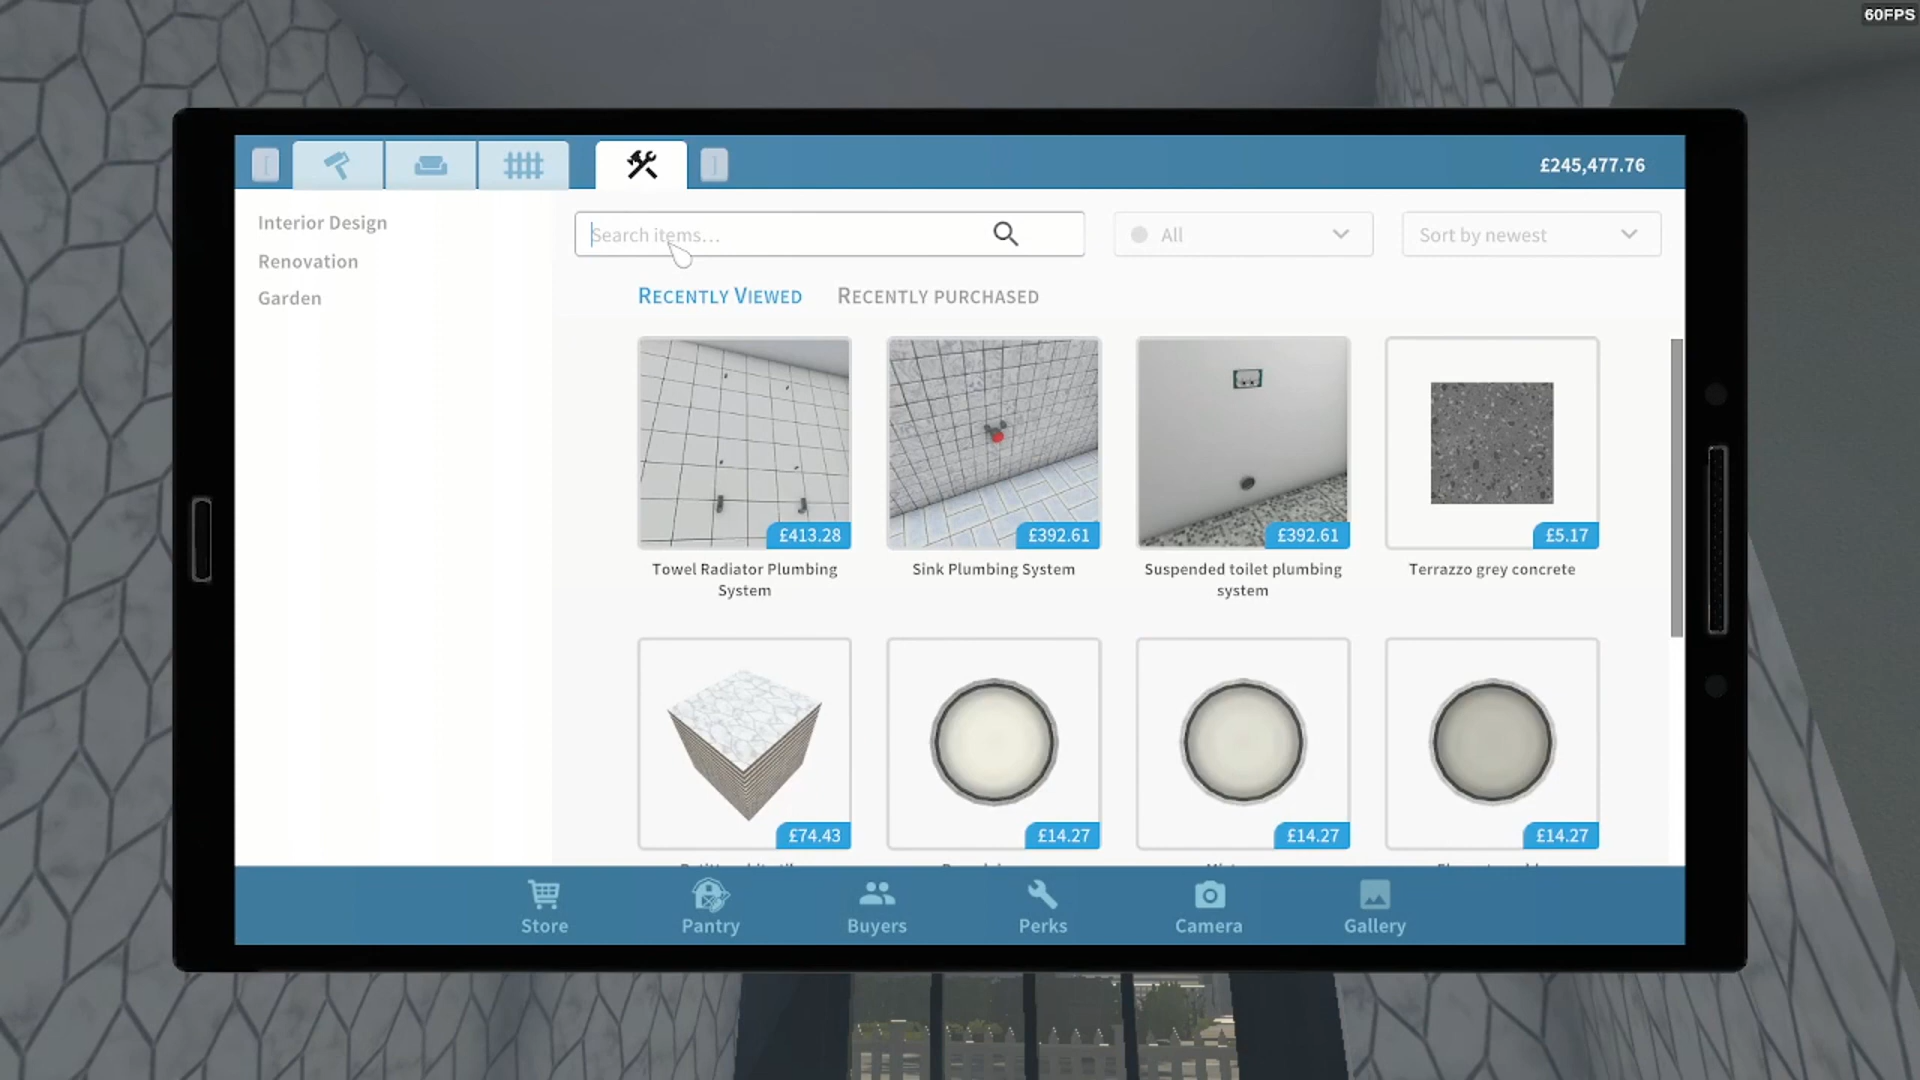 60FPS
£245,477.76
Interior Design
Renovation
Garden
Search items...
All
Sort by newest
RECENTLY VIEWED
RECENTLY PURCHASED
£413.28
£392.61
£392.61
£5.17
Towel Radiator Plumbing
System
Sink Plumbing System
Suspended toilet plumbing
system
Terrazzo grey concrete
£74.43
£14.27
£14.27
£14.27
Store
Pantry
Buyers
Perks
Camera
Gallery